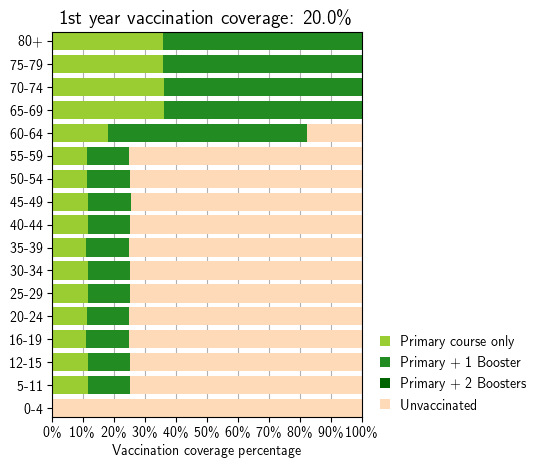 1st year vaccination coverage: 20.0%
80+
75-79
70-74
65-69
60-64
55-59
50-54
45-49
40-44
35-39
30-34
25-29
20-24
16-19
12-15
5-11
0-4
0% 10% 20% 30% 40% 50% 60% 70% 80% 90% 100%
Vaccination coverage percentage
Primary course only
Primary + 1 Booster
Primary + 2 Boosters
Unvaccinated